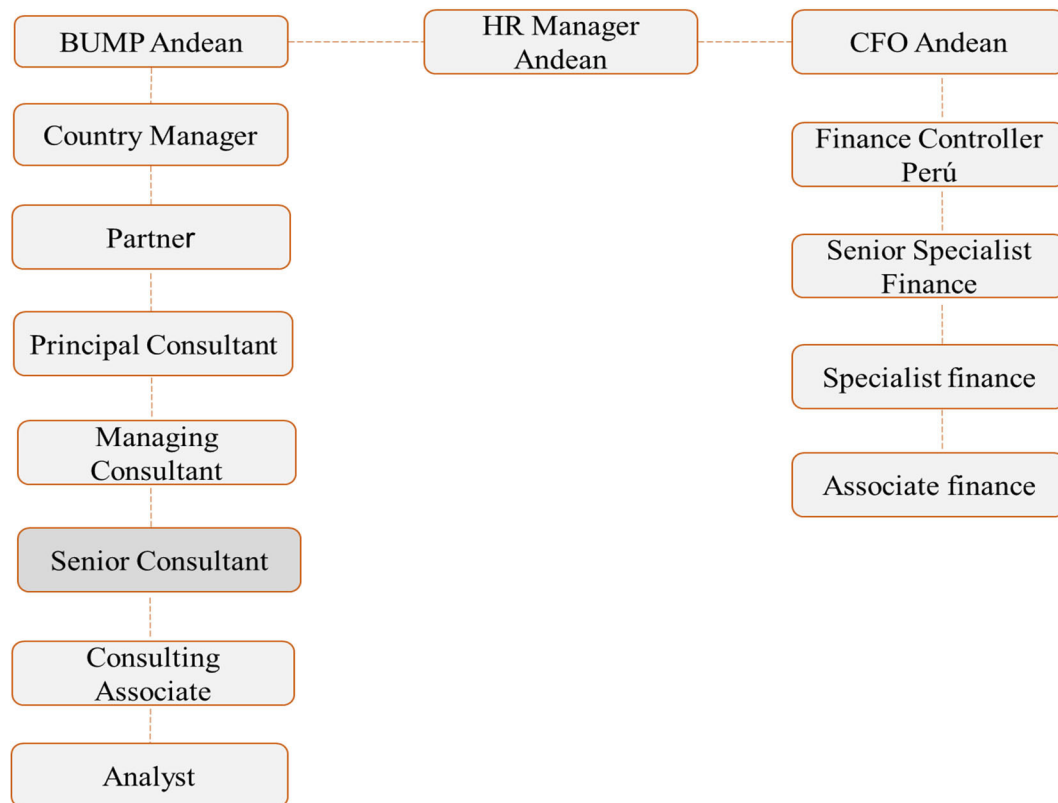 BUMP Andean
HR Manager
Andean
CFO Andean
Country Manager
Partner
Principal Consultant
Managing
Consultant
Senior Consultant
Consulting
Associate
Analyst
Finance Controller
Perú
Senior Specialist
Finance
Specialist finance
Associate finance